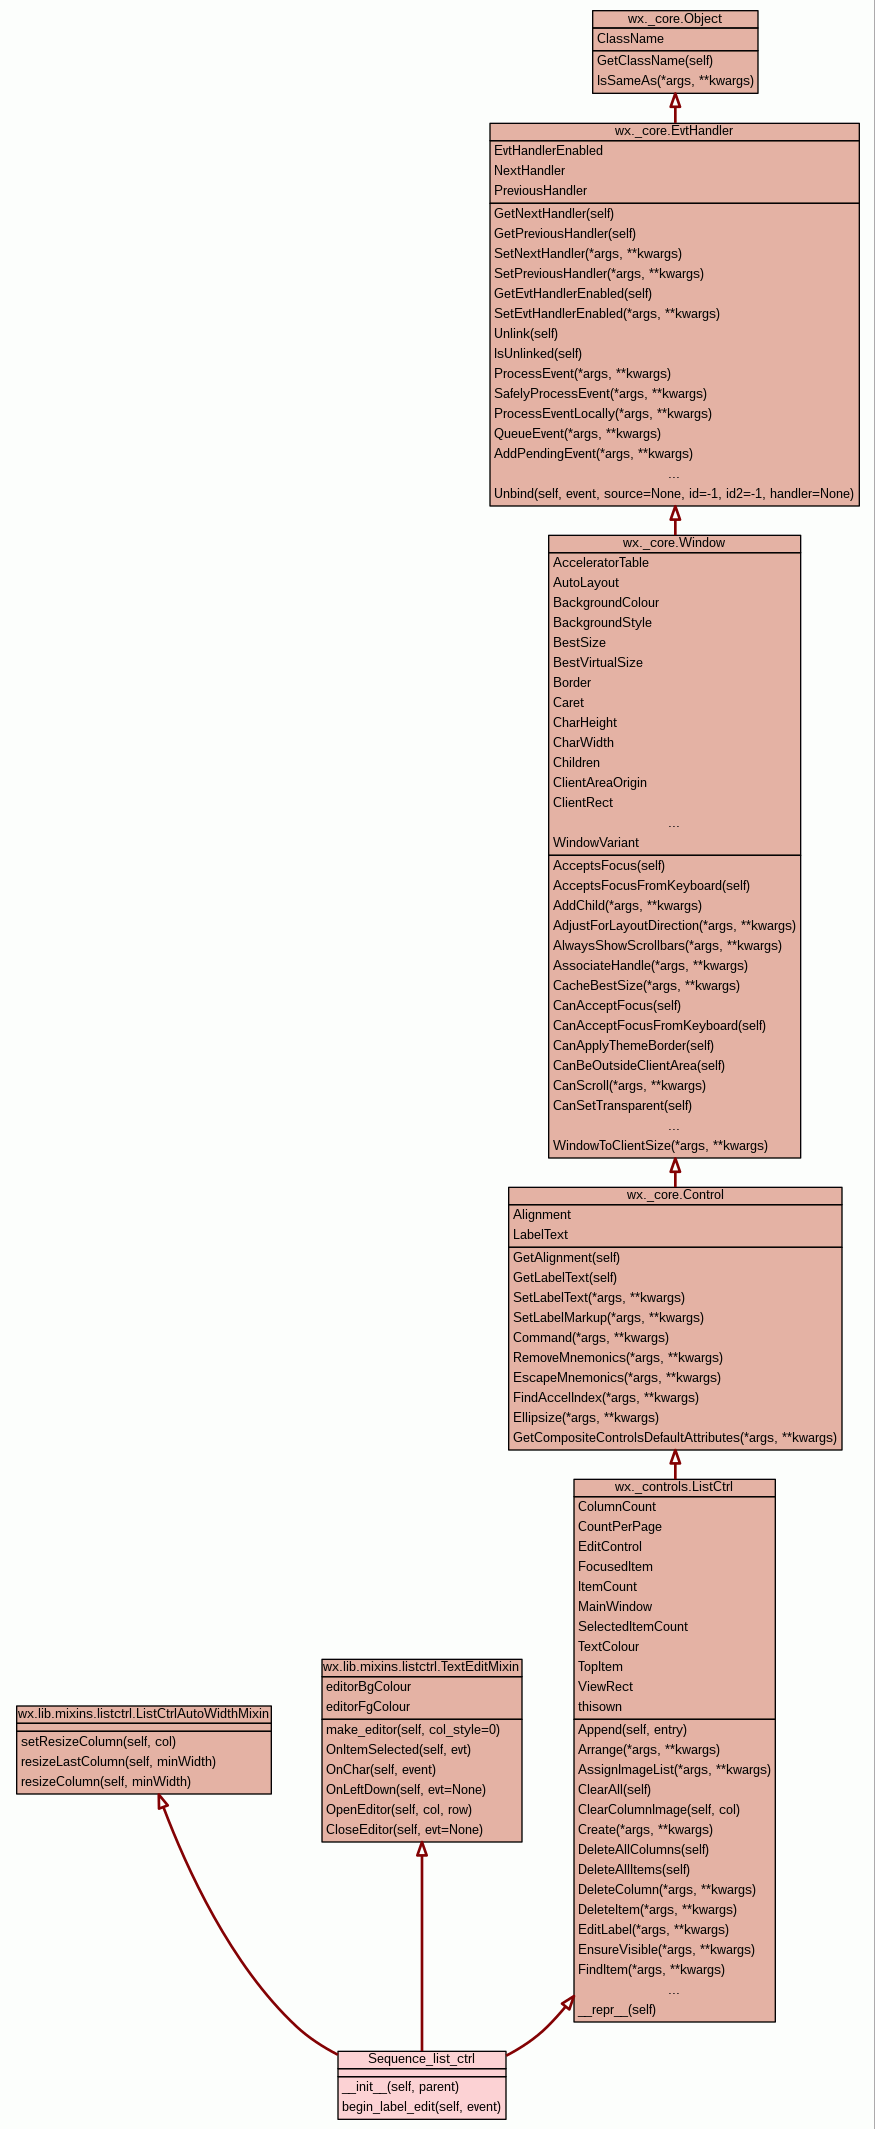 wx._core.Object
ClassName
GetClassName(self)
IsSameAs(*args, **kwargs)
wx._core.EvtHandler
EvtHandlerEnabled
NextHandler
PreviousHandler
GetNextHandler(self)
GetPreviousHandler(self)
SetNextHandler(*args, **kwargs)
SetPreviousHandler(*args, **kwargs)
GetEvtHandlerEnabled(self)
SetEvtHandlerEnabled(*args, **kwargs)
Unlink(self)
IsUnlinked(self)
ProcessEvent(*args, **kwargs)
SafelyProcessEvent(*args, **kwargs)
ProcessEventLocally(*args, **kwargs)
QueueEvent(*args, **kwargs)
AddPendingEvent(*args, **kwargs)
...
Unbind(self, event, source=None, id=-1, id2=-1, handler=None)
wx._core.Window
AcceleratorTable
AutoLayout
BackgroundColour
BackgroundStyle
BestSize
BestVirtualSize
Border
Caret
CharHeight
CharWidth
Children
ClientAreaOrigin
ClientRect
...
WindowVariant
AcceptsFocus(self)
AcceptsFocusFromKeyboard(self)
AddChild(*args, **kwargs)
AdjustForLayoutDirection(*args, **kwargs)
AlwaysShowScrollbars(*args, **kwargs)
AssociateHandle(*args, **kwargs)
CacheBestSize(*args, **kwargs)
CanAcceptFocus(self)
CanAcceptFocusFromKeyboard(self)
CanApplyThemeBorder(self)
CanBeOutsideClientArea(self)
CanScroll(*args, **kwargs)
CanSetTransparent(self)
...
WindowToClientSize(*args, **kwargs)
wx._core.Control
Alignment
LabelText
GetAlignment(self)
GetLabelText(self)
SetLabelText(*args, **kwargs)
SetLabelMarkup(*args, **kwargs)
Command(*args, **kwargs)
RemoveMnemonics(*args, **kwargs)
EscapeMnemonics(*args, **kwargs)
FindAccelIndex(*args, **kwargs)
Ellipsize(*args, **kwargs)
GetCompositeControlsDefaultAttributes(*args, **kwargs)
wx._controls.ListCtrl
ColumnCount
CountPerPage
EditControl
FocusedItem
ItemCount
MainWindow
SelectedItemCount
TextColour
TopItem
ViewRect
thisown
Append(self, entry)
Arrange(*args, **kwargs)
AssignImageList(*args, **kwargs)
ClearAll(self)
ClearColumnImage(self, col)
Create(*args, **kwargs)
DeleteAllColumns(self)
DeleteAllItems(self)
DeleteColumn(*args, **kwargs)
DeleteItem(*args, **kwargs)
EditLabel(*args, **kwargs)
EnsureVisible(*args, **kwargs)
FindItem(*args, **kwargs)
...
__repr__(self)
wx.lib.mixins.listctrl.TextEditMixin
editorBgColour
editorFgColour
make_editor(self, col_style=0)
OnItemSelected(self, evt)
OnChar(self, event)
OnLeftDown(self, evt=None)
OpenEditor(self, col, row)
CloseEditor(self, evt=None)
wx.lib.mixins.listctrl.ListCtrlAutoWidthMixin
setResizeColumn(self, col)
resizeLastColumn(self, minWidth)
resizeColumn(self, minWidth)
Sequence_list_ctrl
__init__(self, parent)
begin_label_edit(self, event)